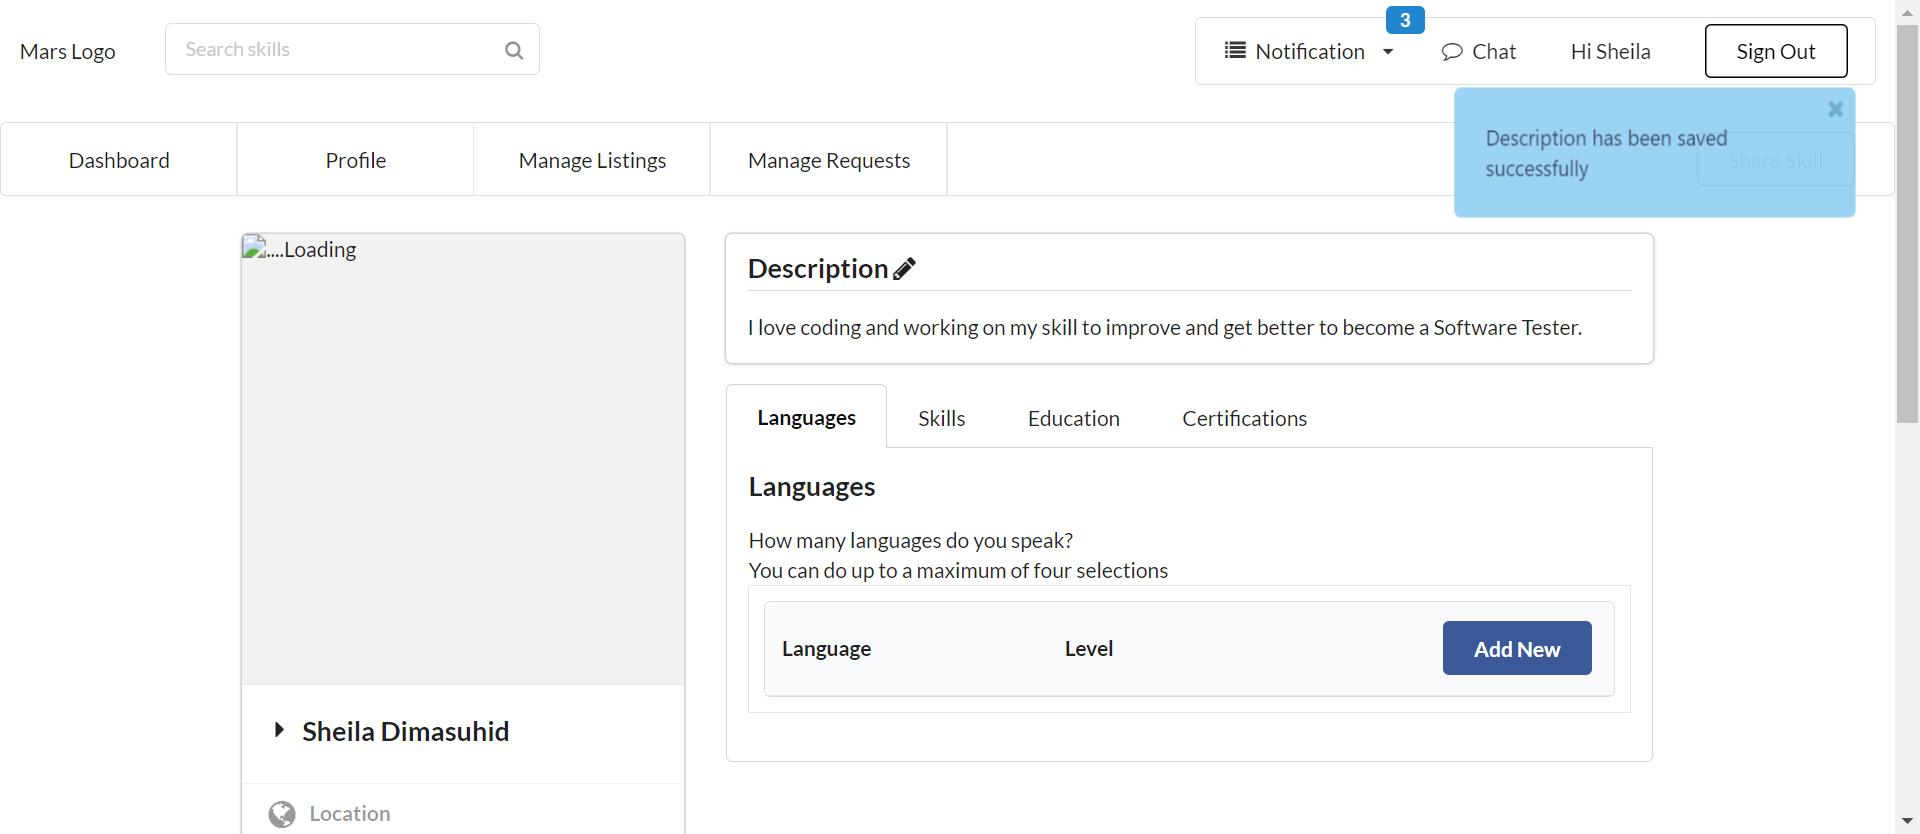 Mars Logo
Search skills
3
Notification
Chat
Hi Sheila
Sign Out
Dashboard
Profile
Manage Listings
Manage Requests
Share Skill
Description has been saved
successfully
....Loading
Description
I love coding and working on my skill to improve and get better to become a Software Tester.
Languages
Skills
Education
Certifications
Languages
How many languages do you speak?
You can do up to a maximum of four selections
Language
Level
Add New
Sheila Dimasuhid
Location